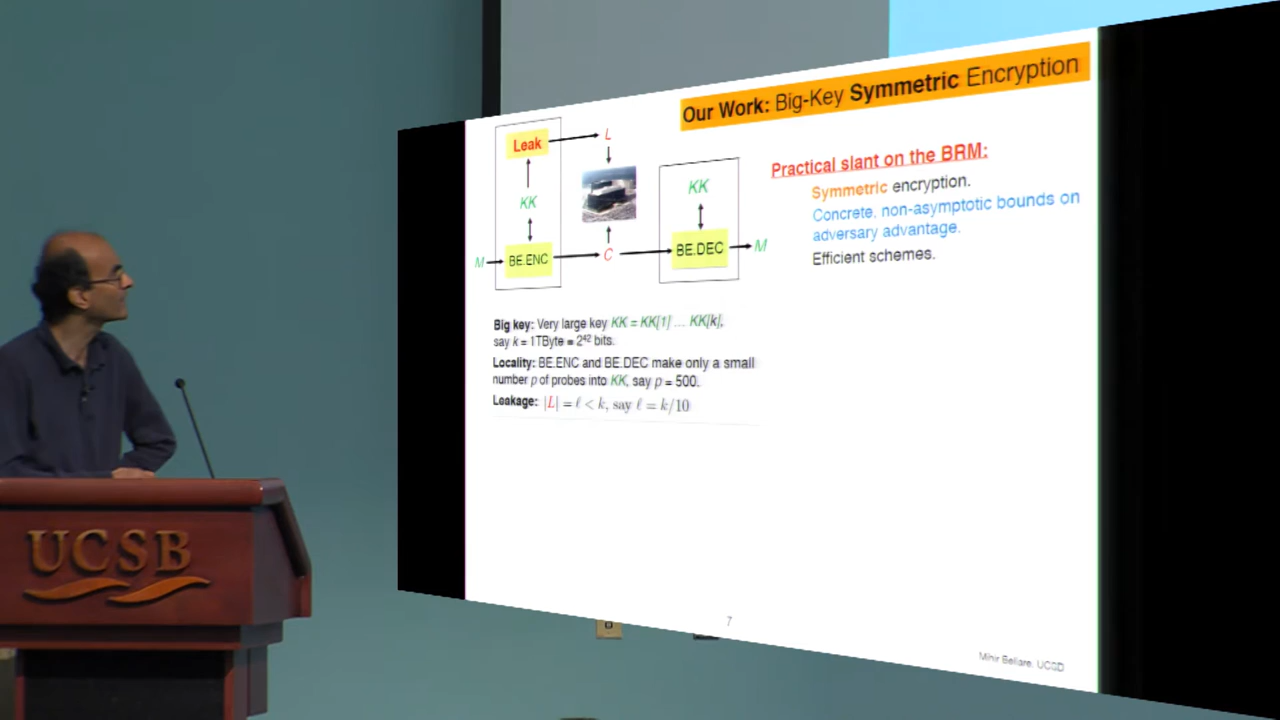 Our Work: Big-Key Symmetric Encryption
Leak
L
KK
M
BE.ENC
C
KK
BE.DEC
M
Practical slant on the BRM:
Symmetric encryption.
Concrete, non-asymptotic bounds on
adversary advantage.
Efficient schemes.
Big key: Very large key KK = KK[1] ... KK[k],
say k = 1TByte = 2⁴² bits.
Locality: BE.ENC and BE.DEC make only a small
number p of probes into KK, say p = 500.
Leakage: |L| = ℓ < k, say ℓ = k/10
7
Mihir Bellare, UCSD
UCSB